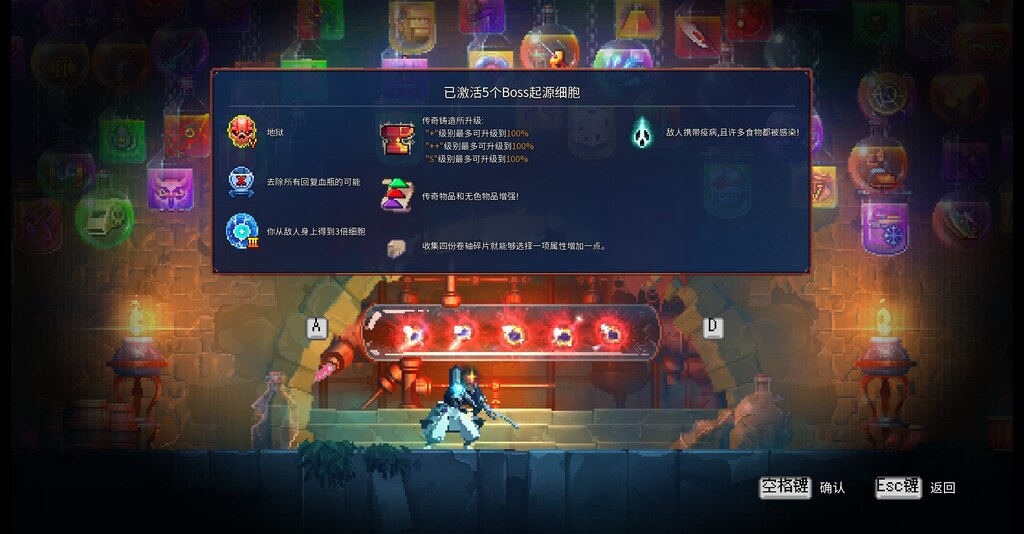 已激活5个Boss起源细胞
地狱
去除所有回复血瓶的可能
你从敌人身上得到3倍细胞
传奇铸造所升级:
"+"级别最多可升级到100%
"++"级别最多可升级到100%
"S"级别最多可升级到100%
传奇物品和无色物品增强!
收集四份卷轴碎片就能够选择一项属性增加一点。
敌人携带疫病,且许多食物都被感染!
A
D
空格键 确认
Esc键 返回